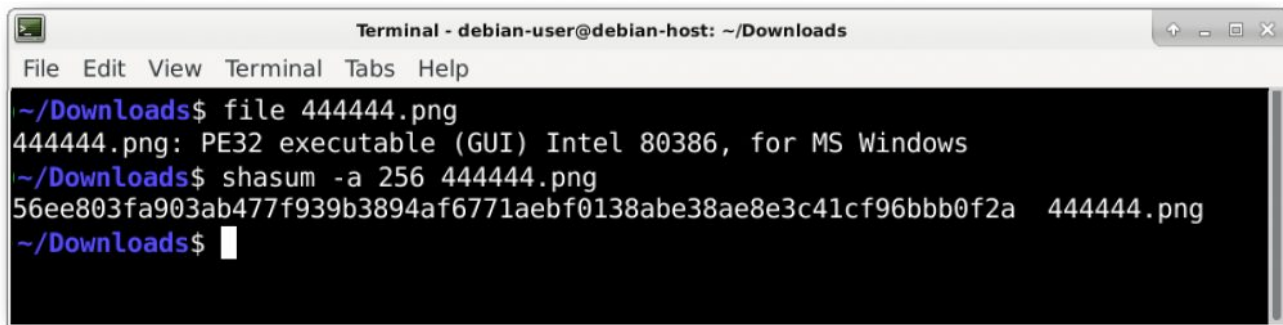 Terminal - debian-user@debian-host: ~/Downloads
File Edit View Terminal Tabs Help
~/Downloads$ file 444444.png
444444.png: PE32 executable (GUI) Intel 80386, for MS Windows
~/Downloads$ shasum -a 256 444444.png
56ee803fa903ab477f939b3894af6771aebf0138abe38ae8e3c41cf96bbb0f2a  444444.png
~/Downloads$